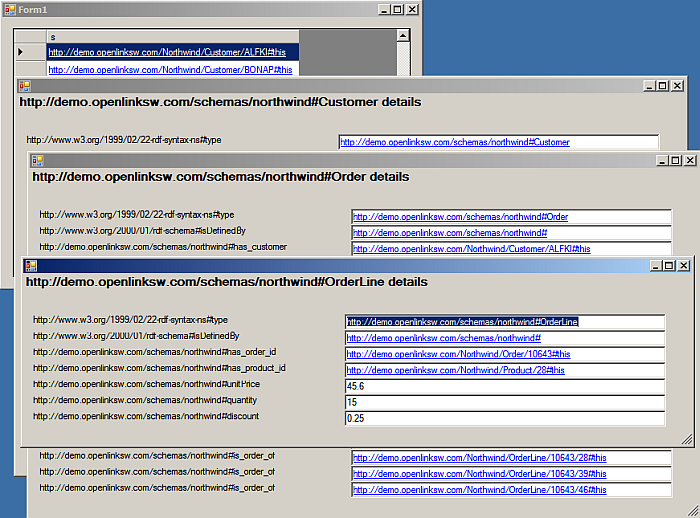 Form1
s
http://demo.openlinksw.com/Northwind/Customer/ALFKI#this
http://demo.openlinksw.com/Northwind/Customer/BONAP#this
http://demo.openlinksw.com/schemas/northwind#Customer details
http://www.w3.org/1999/02/22-rdf-syntax-ns#type http://demo.openlinksw.com/schemas/northwind#Customer
http://demo.openlinksw.com/schemas/northwind#Order details
http://www.w3.org/1999/02/22-rdf-syntax-ns#type http://demo.openlinksw.com/schemas/northwind#Order
http://www.w3.org/2000/01/rdf-schema#isDefinedBy http://demo.openlinksw.com/schemas/northwind#
http://demo.openlinksw.com/schemas/northwind#has_customer http://demo.openlinksw.com/Northwind/Customer/ALFKI#this
http://demo.openlinksw.com/schemas/northwind#OrderLine details
http://www.w3.org/1999/02/22-rdf-syntax-ns#type http://demo.openlinksw.com/schemas/northwind#OrderLine
http://www.w3.org/2000/01/rdf-schema#isDefinedBy http://demo.openlinksw.com/schemas/northwind#
http://demo.openlinksw.com/schemas/northwind#has_order_id http://demo.openlinksw.com/Northwind/Order/10643#this
http://demo.openlinksw.com/schemas/northwind#has_product_id http://demo.openlinksw.com/Northwind/Product/28#this
http://demo.openlinksw.com/schemas/northwind#unitPrice 45.6
http://demo.openlinksw.com/schemas/northwind#quantity 15
http://demo.openlinksw.com/schemas/northwind#discount 0.25
http://demo.openlinksw.com/schemas/northwind#is_order_of http://demo.openlinksw.com/Northwind/OrderLine/10643/28#this
http://demo.openlinksw.com/schemas/northwind#is_order_of http://demo.openlinksw.com/Northwind/OrderLine/10643/39#this
http://demo.openlinksw.com/schemas/northwind#is_order_of http://demo.openlinksw.com/Northwind/OrderLine/10643/46#this